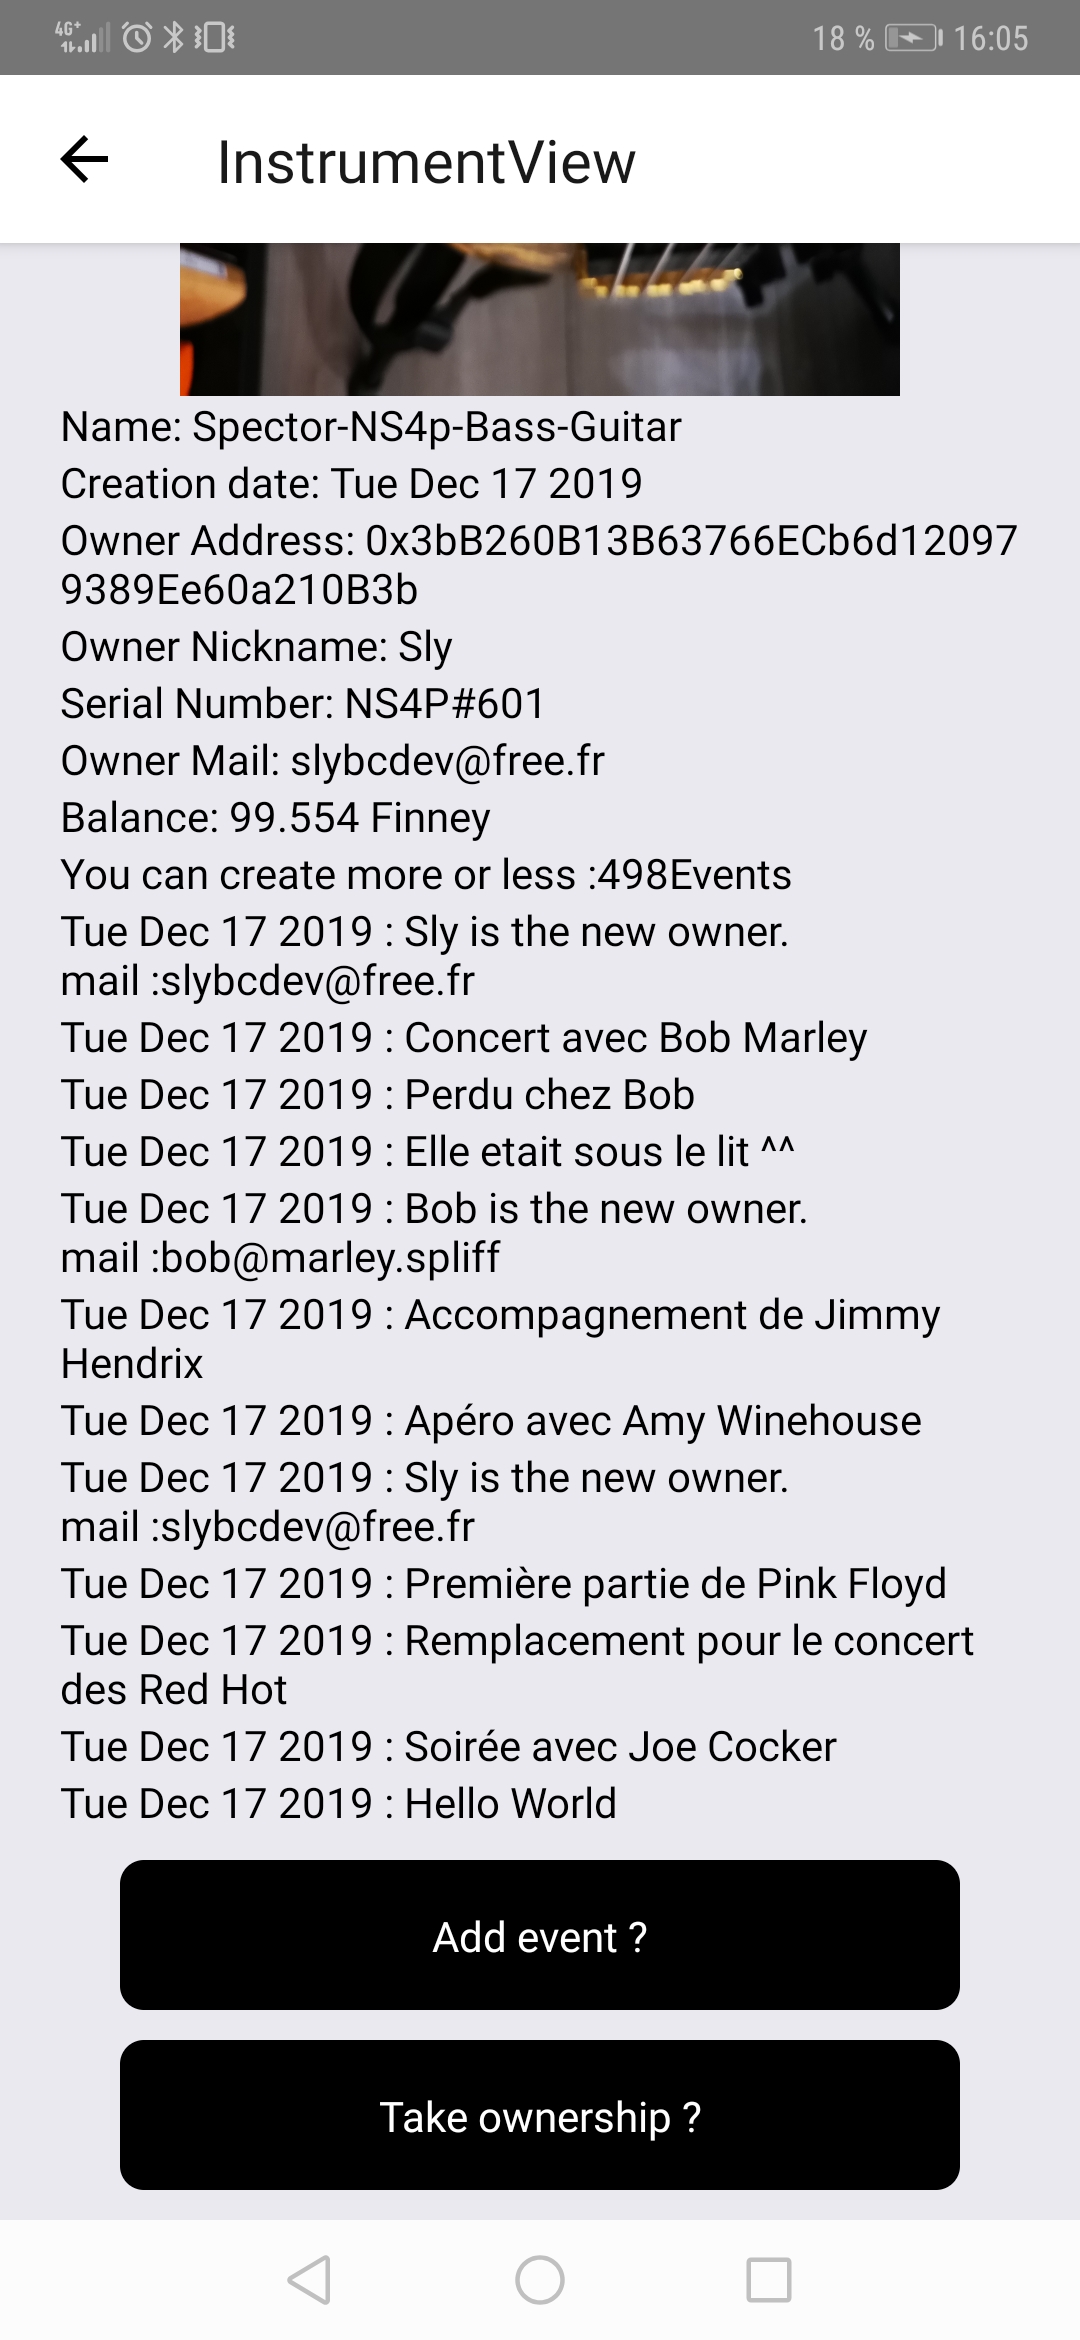 4G+
18 % 16:05
InstrumentView
Name: Spector-NS4p-Bass-Guitar
Creation date: Tue Dec 17 2019
Owner Address: 0x3bB260B13B63766ECb6d12097
9389Ee60a210B3b
Owner Nickname: Sly
Serial Number: NS4P#601
Owner Mail: slybcdev@free.fr
Balance: 99.554 Finney
You can create more or less :498Events
Tue Dec 17 2019 : Sly is the new owner.
mail :slybcdev@free.fr
Tue Dec 17 2019 : Concert avec Bob Marley
Tue Dec 17 2019 : Perdu chez Bob
Tue Dec 17 2019 : Elle etait sous le lit ^^
Tue Dec 17 2019 : Bob is the new owner.
mail :bob@marley.spliff
Tue Dec 17 2019 : Accompagnement de Jimmy
Hendrix
Tue Dec 17 2019 : Apéro avec Amy Winehouse
Tue Dec 17 2019 : Sly is the new owner.
mail :slybcdev@free.fr
Tue Dec 17 2019 : Première partie de Pink Floyd
Tue Dec 17 2019 : Remplacement pour le concert
des Red Hot
Tue Dec 17 2019 : Soirée avec Joe Cocker
Tue Dec 17 2019 : Hello World
Add event ?
Take ownership ?